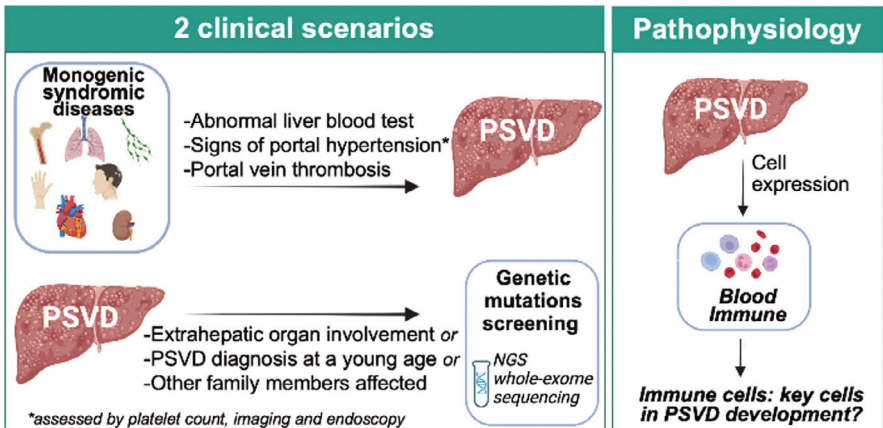 2 clinical scenarios
Monogenic
syndromic
diseases
-Abnormal liver blood test
-Signs of portal hypertension*
-Portal vein thrombosis
PSVD
PSVD
-Extrahepatic organ involvement or
-PSVD diagnosis at a young age or
-Other family members affected
Genetic
mutations
screening
NGS
whole-exome
sequencing
*assessed by platelet count, imaging and endoscopy
Pathophysiology
PSVD
Cell
expression
Blood
Immune
Immune cells: key cells
in PSVD development?